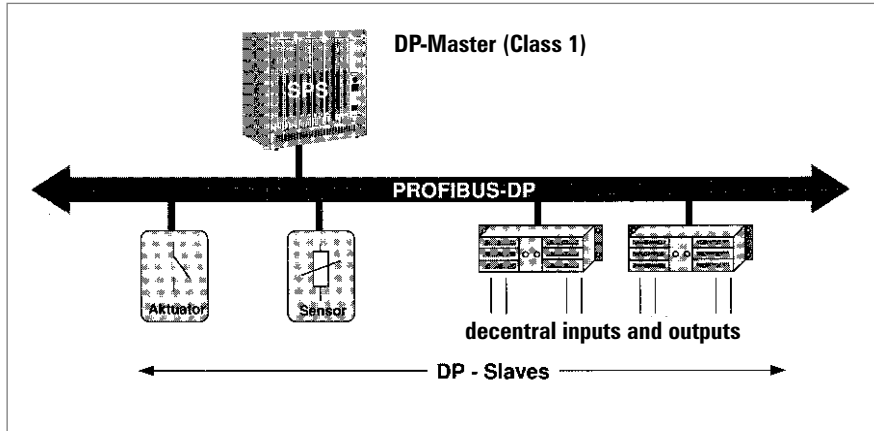 DP-Master (Class 1)
SPS
PROFIBUS-DP
Aktuator
Sensor
decentral inputs and outputs
DP - Slaves